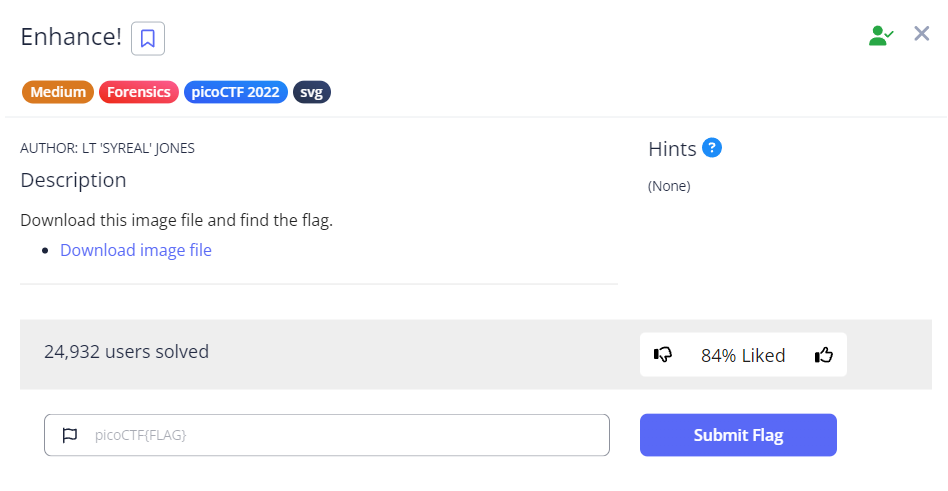 Enhance!
Medium Forensics picoCTF 2022 svg
AUTHOR: LT 'SYREAL' JONES
Description
Download this image file and find the flag.
Download image file
Hints ?
(None)
24,932 users solved
84% Liked
picoCTF{FLAG}
Submit Flag